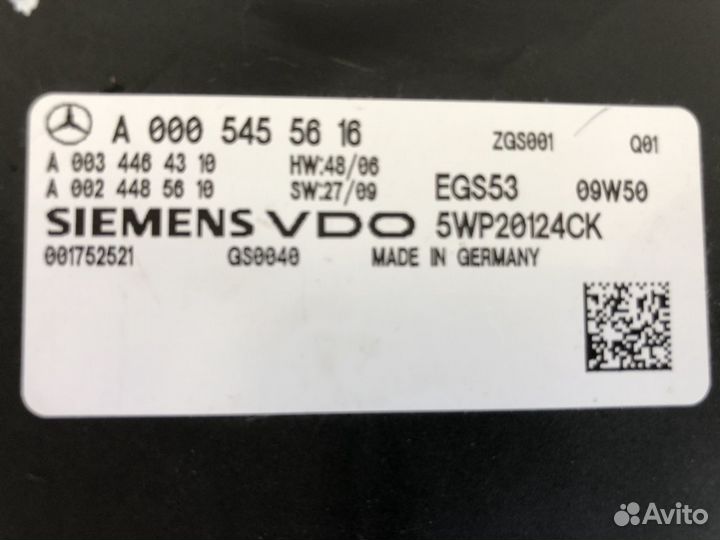 A 000 545 56 16 ZGS001 Q01
A 003 446 43 10 HW:48/06
A 002 448 56 10 SW:27/09 EGS53 09W50
SIEMENS VDO 5WP20124CK
001752521 GS0040 MADE IN GERMANY
Avito